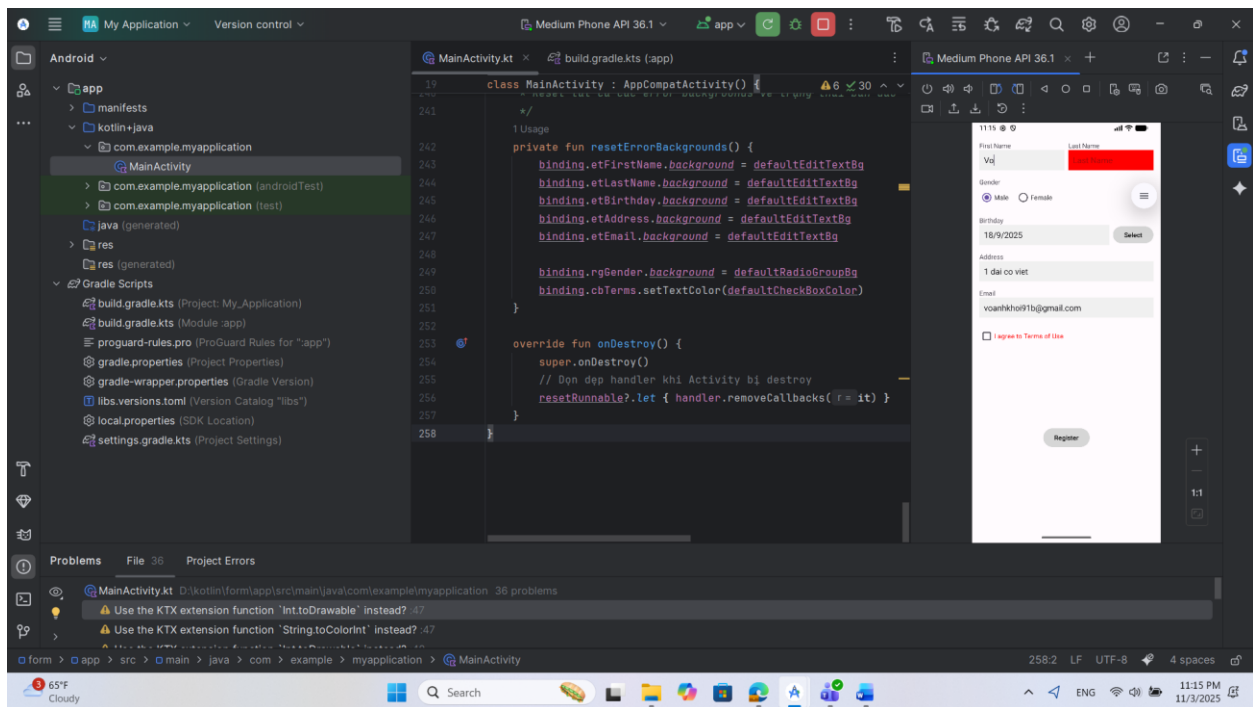 MA My Application Version control Medium Phone API 36.1 app
Android
app
manifests
kotlin+java
com.example.myapplication
MainActivity
com.example.myapplication (androidTest)
com.example.myapplication (test)
java (generated)
res
res (generated)
Gradle Scripts
build.gradle.kts (Project: My_Application)
build.gradle.kts (Module :app)
proguard-rules.pro (ProGuard Rules for ":app")
gradle.properties (Project Properties)
gradle-wrapper.properties (Gradle Version)
libs.versions.toml (Version Catalog "libs")
local.properties (SDK Location)
settings.gradle.kts (Project Settings)
MainActivity.kt build.gradle.kts (:app)
19 class MainActivity : AppCompatActivity() { 6 30
241 */
1 Usage
242 private fun resetErrorBackgrounds() {
243 binding.etFirstName.background = defaultEditTextBg
244 binding.etLastName.background = defaultEditTextBg
245 binding.etBirthday.background = defaultEditTextBg
246 binding.etAddress.background = defaultEditTextBg
247 binding.etEmail.background = defaultEditTextBg
248
249 binding.rgGender.background = defaultRadioGroupBg
250 binding.cbTerms.setTextColor(defaultCheckBoxColor)
251 }
252
253 override fun onDestroy() {
254 super.onDestroy()
255 // Dọn dẹp handler khi Activity bị destroy
256 resetRunnable?.let { handler.removeCallbacks( r = it) }
257 }
258 }
Medium Phone API 36.1
11:15
First Name Last Name
Vo Last Name
Gender
Male Female
Birthday
18/9/2025 Select
Address
1 dai co viet
Email
voanhkhoi91b@gmail.com
I agree to Terms of Use
Register
1:1
Problems File 36 Project Errors
MainActivity.kt D:\kotlin\form\app\src\main\java\com\example\myapplication 36 problems
Use the KTX extension function `Int.toDrawable` instead? :47
Use the KTX extension function `String.toColorInt` instead? :47
form > app > src > main > java > com > example > myapplication > MainActivity 258:2 LF UTF-8 4 spaces
3 65°F
Cloudy
Search
ENG
11:15 PM
11/3/2025